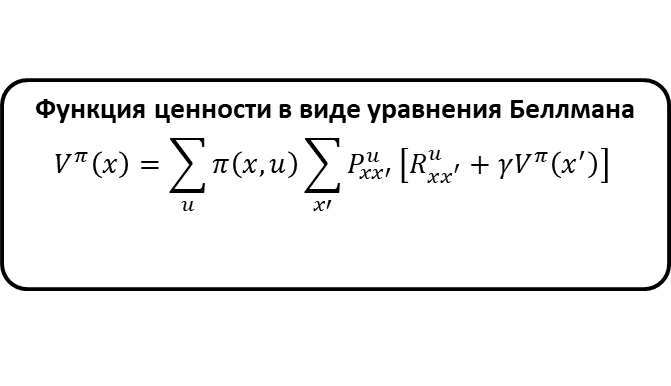 Функция ценности в виде уравнения Беллмана
V^π(x) = ∑_u π(x, u) ∑_{x′} P^u_{xx′} [R^u_{xx′} + γV^π(x′)]